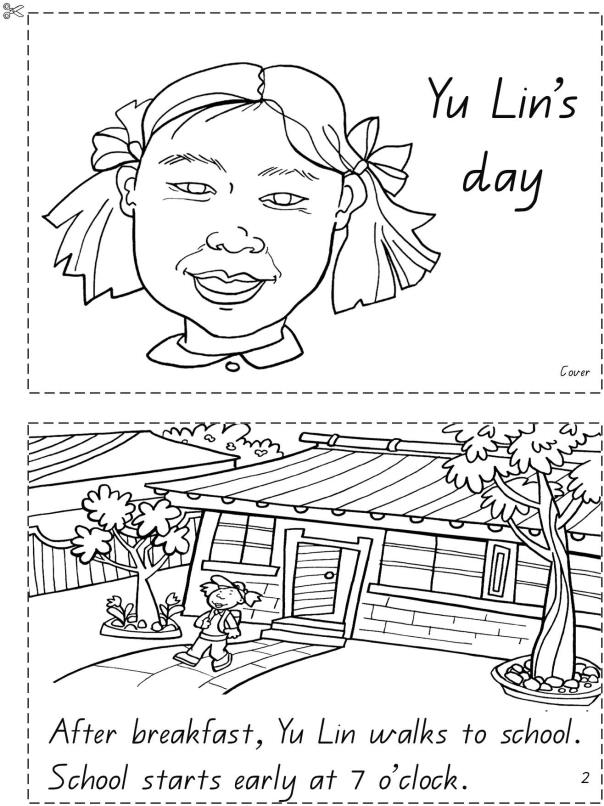 Yu Lin's
day
Cover
After breakfast, Yu Lin walks to school.
School starts early at 7 o'clock.
2